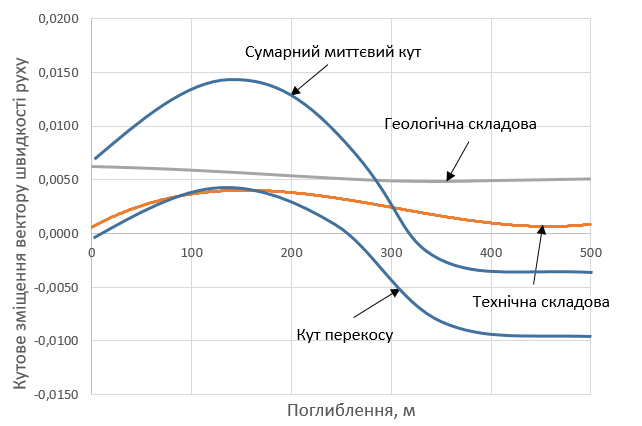 0,0200
0,0150
0,0100
0,0050
0,0000
-0,0050
-0,0100
-0,0150
Кутове зміщення вектору швидкості руху
Сумарний миттєвий кут
Геологічна складова
0
100
200
300
400
500
Технічна складова
Кут перекосу
Поглиблення, м